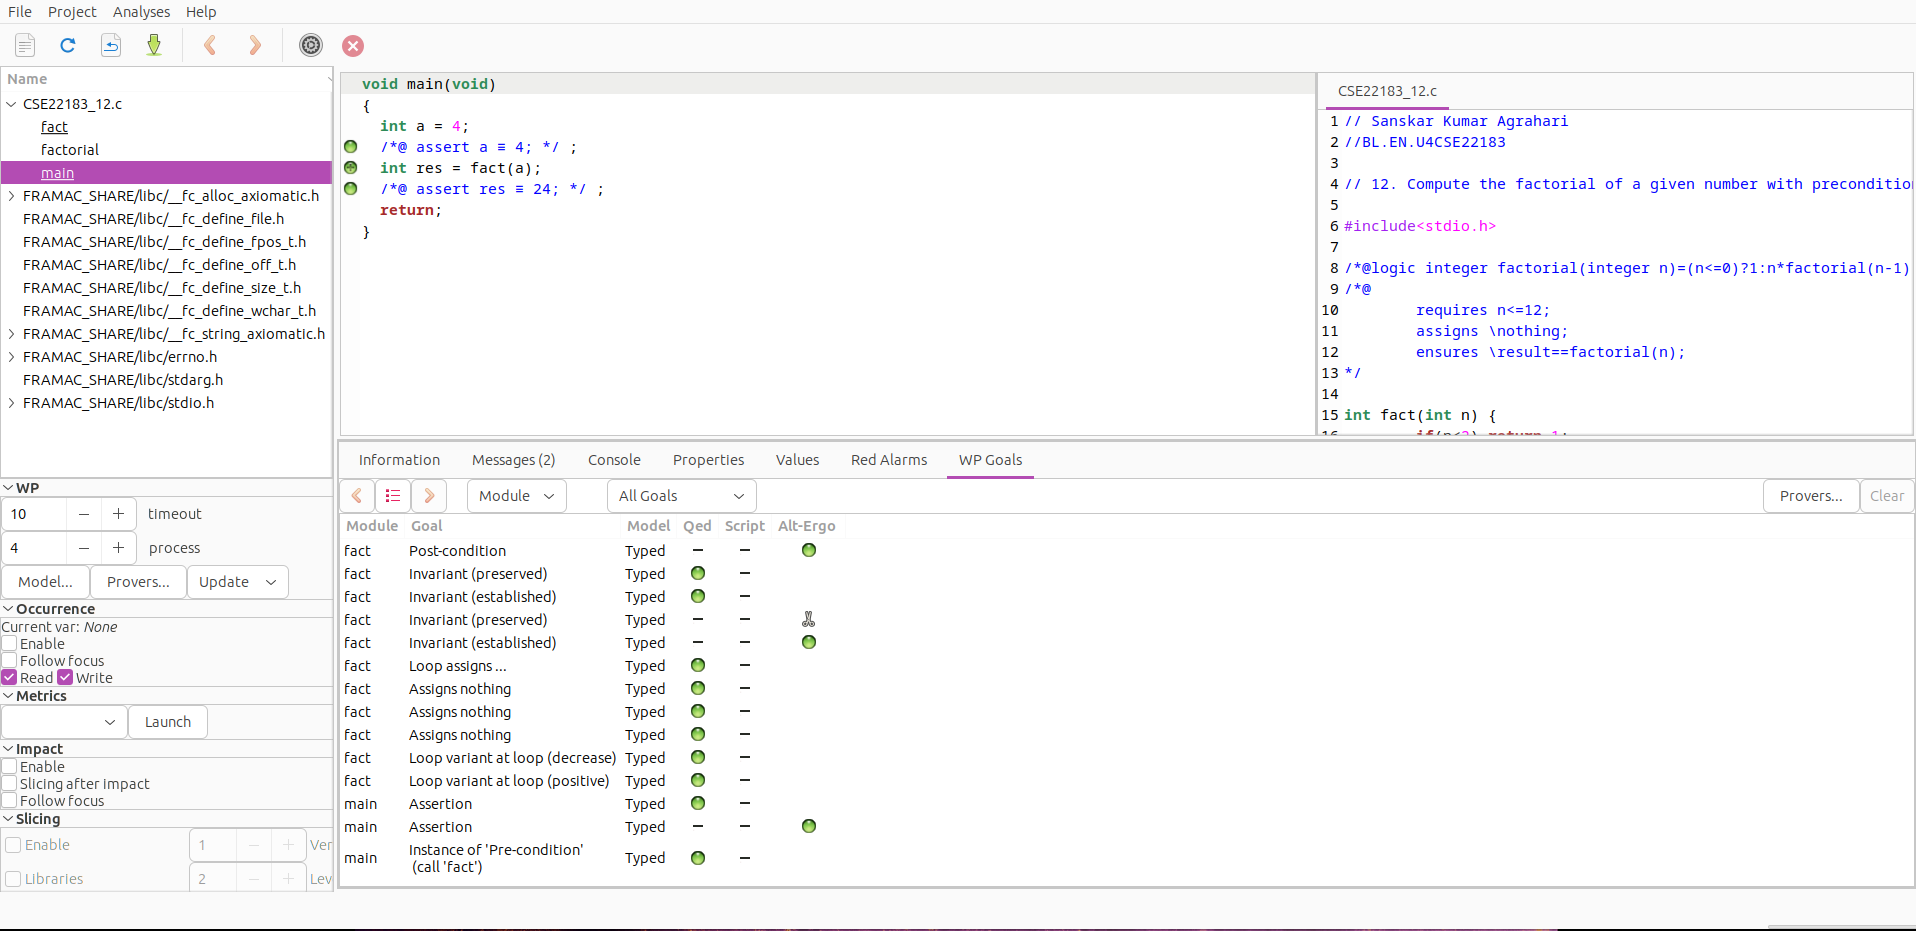 File Project Analyses Help
Name
CSE22183_12.c
fact
factorial
main
FRAMAC_SHARE/libc/__fc_alloc_axiomatic.h
FRAMAC_SHARE/libc/__fc_define_file.h
FRAMAC_SHARE/libc/__fc_define_fpos_t.h
FRAMAC_SHARE/libc/__fc_define_off_t.h
FRAMAC_SHARE/libc/__fc_define_size_t.h
FRAMAC_SHARE/libc/__fc_define_wchar_t.h
FRAMAC_SHARE/libc/__fc_string_axiomatic.h
FRAMAC_SHARE/libc/errno.h
FRAMAC_SHARE/libc/stdarg.h
FRAMAC_SHARE/libc/stdio.h
WP
10 − + timeout
4 − + process
Model... Provers... Update
Occurrence
Current var: None
Enable
Follow focus
Read Write
Metrics
Launch
Impact
Enable
Slicing after impact
Follow focus
Slicing
Enable 1 − + Ver
Libraries 2 − + Lev
void main(void)
{
int a = 4;
/*@ assert a ≡ 4; */ ;
int res = fact(a);
/*@ assert res ≡ 24; */ ;
return;
}
CSE22183_12.c
1 // Sanskar Kumar Agrahari
2 //BL.EN.U4CSE22183
3
4 // 12. Compute the factorial of a given number with preconditio
5
6 #include<stdio.h>
7
8 /*@logic integer factorial(integer n)=(n<=0)?1:n*factorial(n-1)
9 /*@
10 requires n<=12;
11 assigns \nothing;
12 ensures \result==factorial(n);
13 */
14
15 int fact(int n) {
16 if(n<2) return 1;
Information Messages (2) Console Properties Values Red Alarms WP Goals
Module All Goals Provers... Clear
Module Goal Model Qed Script Alt-Ergo
fact Post-condition Typed − −
fact Invariant (preserved) Typed −
fact Invariant (established) Typed −
fact Invariant (preserved) Typed − −
fact Invariant (established) Typed − −
fact Loop assigns ... Typed −
fact Assigns nothing Typed −
fact Assigns nothing Typed −
fact Assigns nothing Typed −
fact Loop variant at loop (decrease) Typed −
fact Loop variant at loop (positive) Typed −
main Assertion Typed −
main Assertion Typed − −
main Instance of 'Pre-condition' Typed −
(call 'fact')